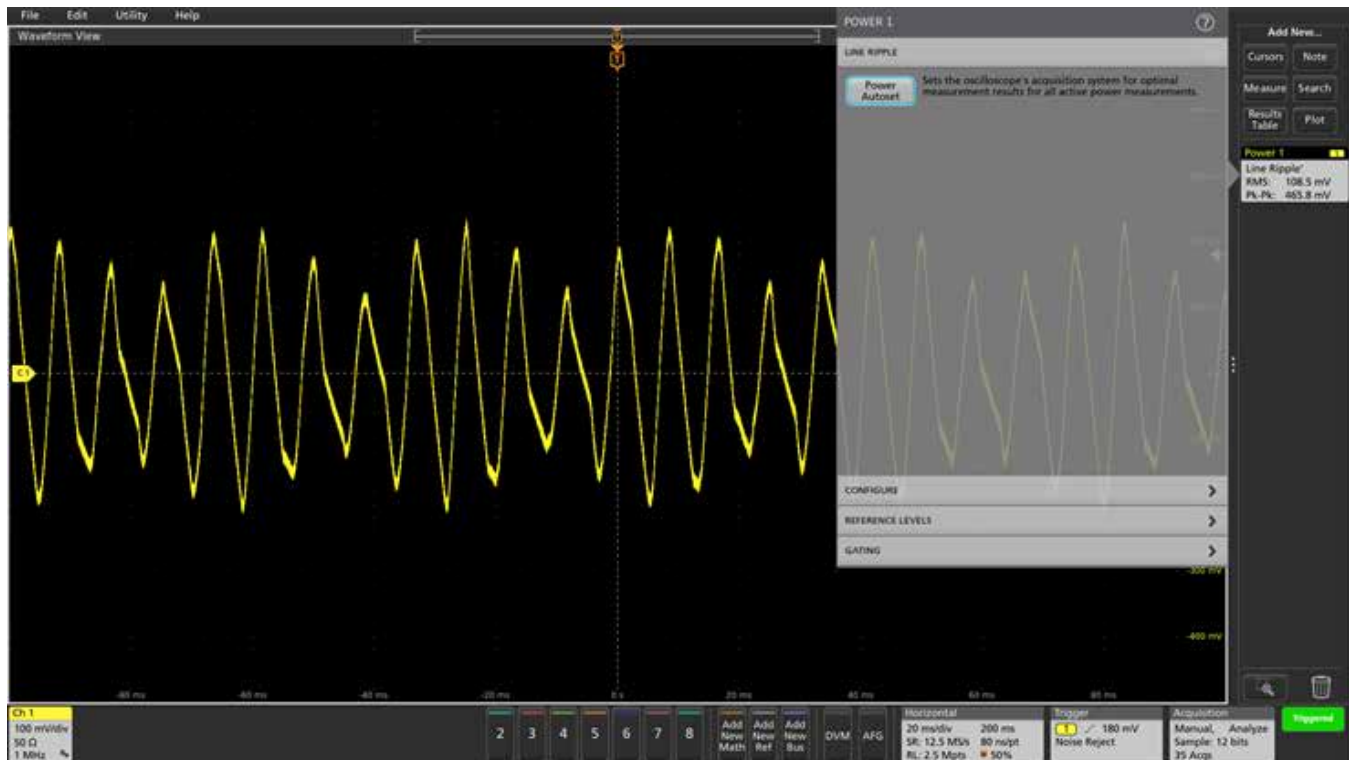 File Edit Utility Help
Waveform View
POWER 1
?
LINE RIPPLE
Power
Autoset
Sets the oscilloscope's acquisition system for optimal
measurement results for all active power measurements.
CONFIGURE
REFERENCE LEVELS
GATING
C1
-300 mV
-400 mV
-80 ms -60 ms -40 ms -20 ms 0 s 20 ms 40 ms 60 ms 80 ms
Add New...
Cursors Note
Measure Search
Results
Table
Plot
Power 1 1
Line Ripple'
RMS: 108.5 mV
Pk-Pk: 465.8 mV
Ch 1
100 mV/div
50 Ω
1 MHz
2 3 4 5 6 7 8
Add
New
Math
Add
New
Ref
Add
New
Bus
DVM AFG
Horizontal
20 ms/div 200 ms
SR: 12.5 MS/s 80 ns/pt
RL: 2.5 Mpts 50%
Trigger
1 180 mV
Noise Reject
Acquisition
Manual, Analyze
Sample: 12 bits
35 Acqs
Triggered